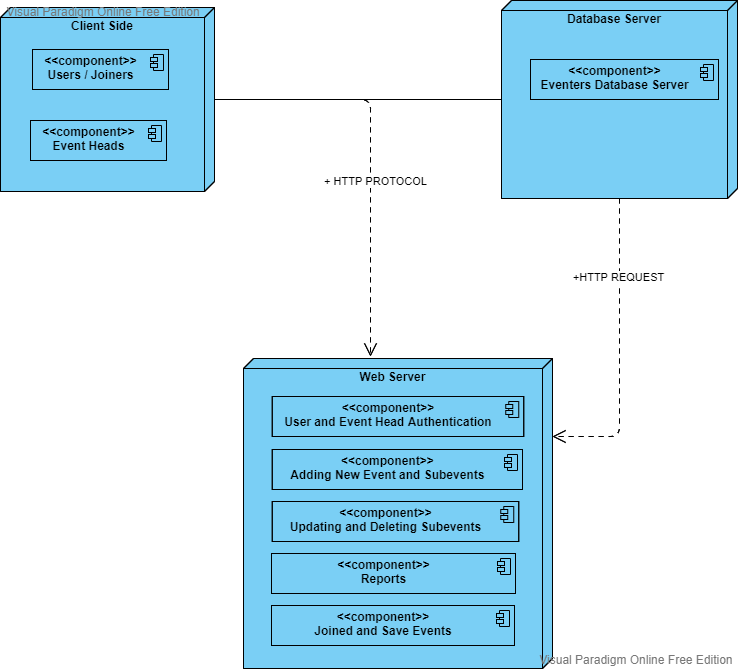 Visual Paradigm Online Free Edition
Client Side
<<component>>
Users / Joiners
<<component>>
Event Heads
Database Server
<<component>>
Eventers Database Server
+ HTTP PROTOCOL
+HTTP REQUEST
Web Server
<<component>>
User and Event Head Authentication
<<component>>
Adding New Event and Subevents
<<component>>
Updating and Deleting Subevents
<<component>>
Reports
<<component>>
Joined and Save Events
Visual Paradigm Online Free Edition